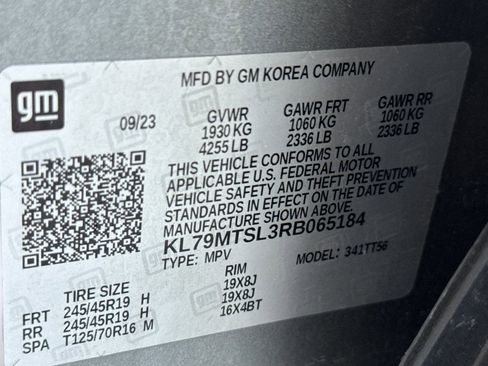 MFD BY GM KOREA COMPANY
gm
09/23 GVWR GAWR FRT GAWR RR
1930 KG 1060 KG 1060 KG
4255 LB 2336 LB 2336 LB
THIS VEHICLE CONFORMS TO ALL
APPLICABLE U.S. FEDERAL MOTOR
VEHICLE SAFETY AND THEFT PREVENTION
STANDARDS IN EFFECT ON THE DATE OF
MANUFACTURE SHOWN ABOVE.
KL79MTSL3RB065184
TYPE: MPV MODEL: 341TT56
TIRE SIZE RIM
FRT 245/45R19 H 19X8J
RR 245/45R19 H 19X8J
SPA T125/70R16 M 16X4BT